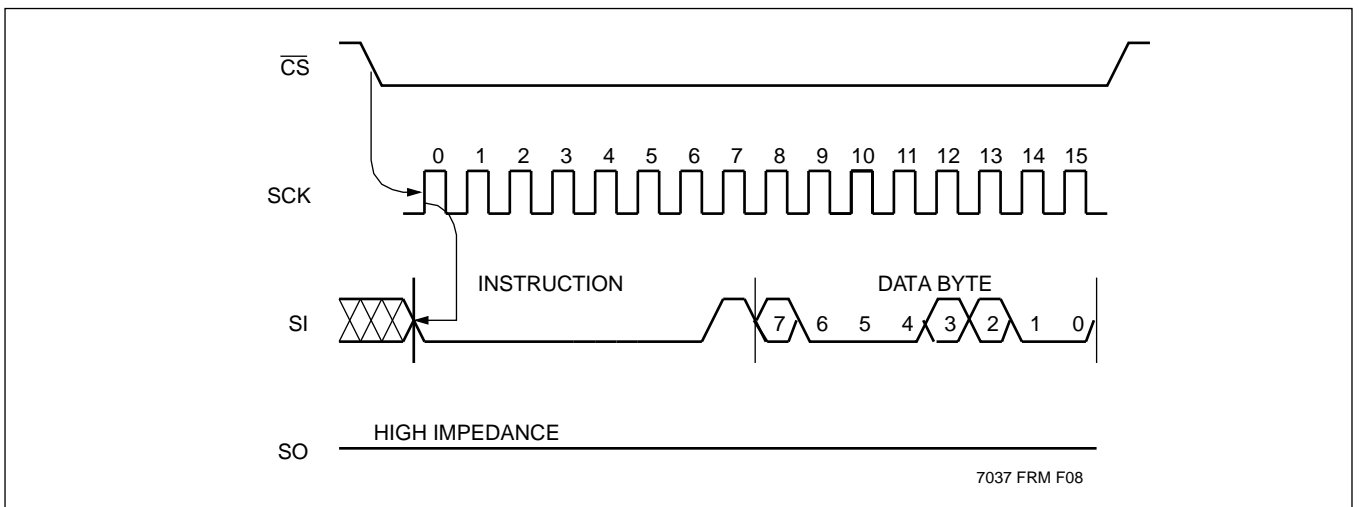 CS
0 1 2 3 4 5 6 7 8 9 10 11 12 13 14 15
SCK
INSTRUCTION DATA BYTE
SI 7 6 5 4 3 2 1 0
HIGH IMPEDANCE
SO
7037 FRM F08